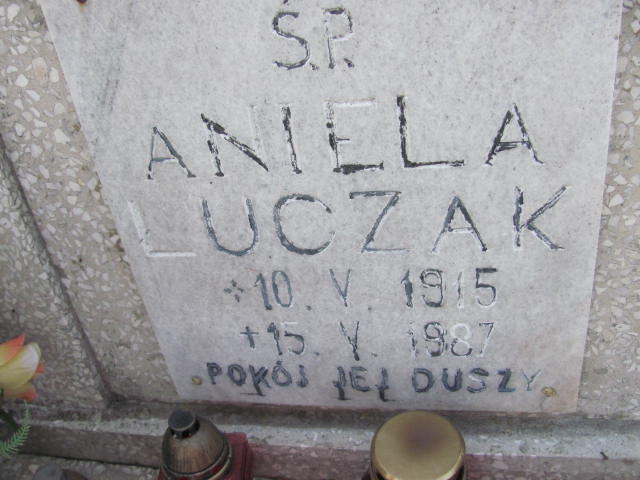 Ś.P.
ANIELA
ŁUCZAK
+10. V. 1915
+15. V. 1987
POKÓJ JEJ DUSZY